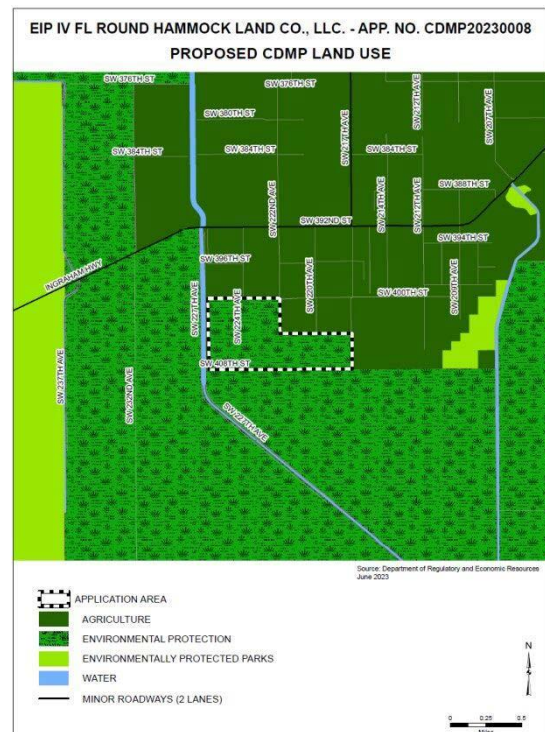 EIP IV FL ROUND HAMMOCK LAND CO., LLC. - APP. NO. CDMP20230008
PROPOSED CDMP LAND USE
SW 376TH ST
SW 376TH ST
SW 380TH ST
SW 217TH AVE
SW 212TH AVE
SW 207TH AVE
SW 384TH ST
SW 384TH ST
SW 384TH ST
SW 222ND AVE
SW 214TH AVE
SW 212TH AVE
SW 388TH ST
SW 392ND ST
SW 394TH ST
INGRAHAM HWY
SW 396TH ST
SW 227TH AVE
SW 224TH AVE
SW 220TH AVE
SW 400TH ST
SW 209TH AVE
SW 237TH AVE
SW 232ND AVE
SW 408TH ST
SW 227TH AVE
Source: Department of Regulatory and Economic Resources
June 2023
APPLICATION AREA
AGRICULTURE
ENVIRONMENTAL PROTECTION
ENVIRONMENTALLY PROTECTED PARKS
WATER
MINOR ROADWAYS (2 LANES)
N
0 0.25 0.5
Miles